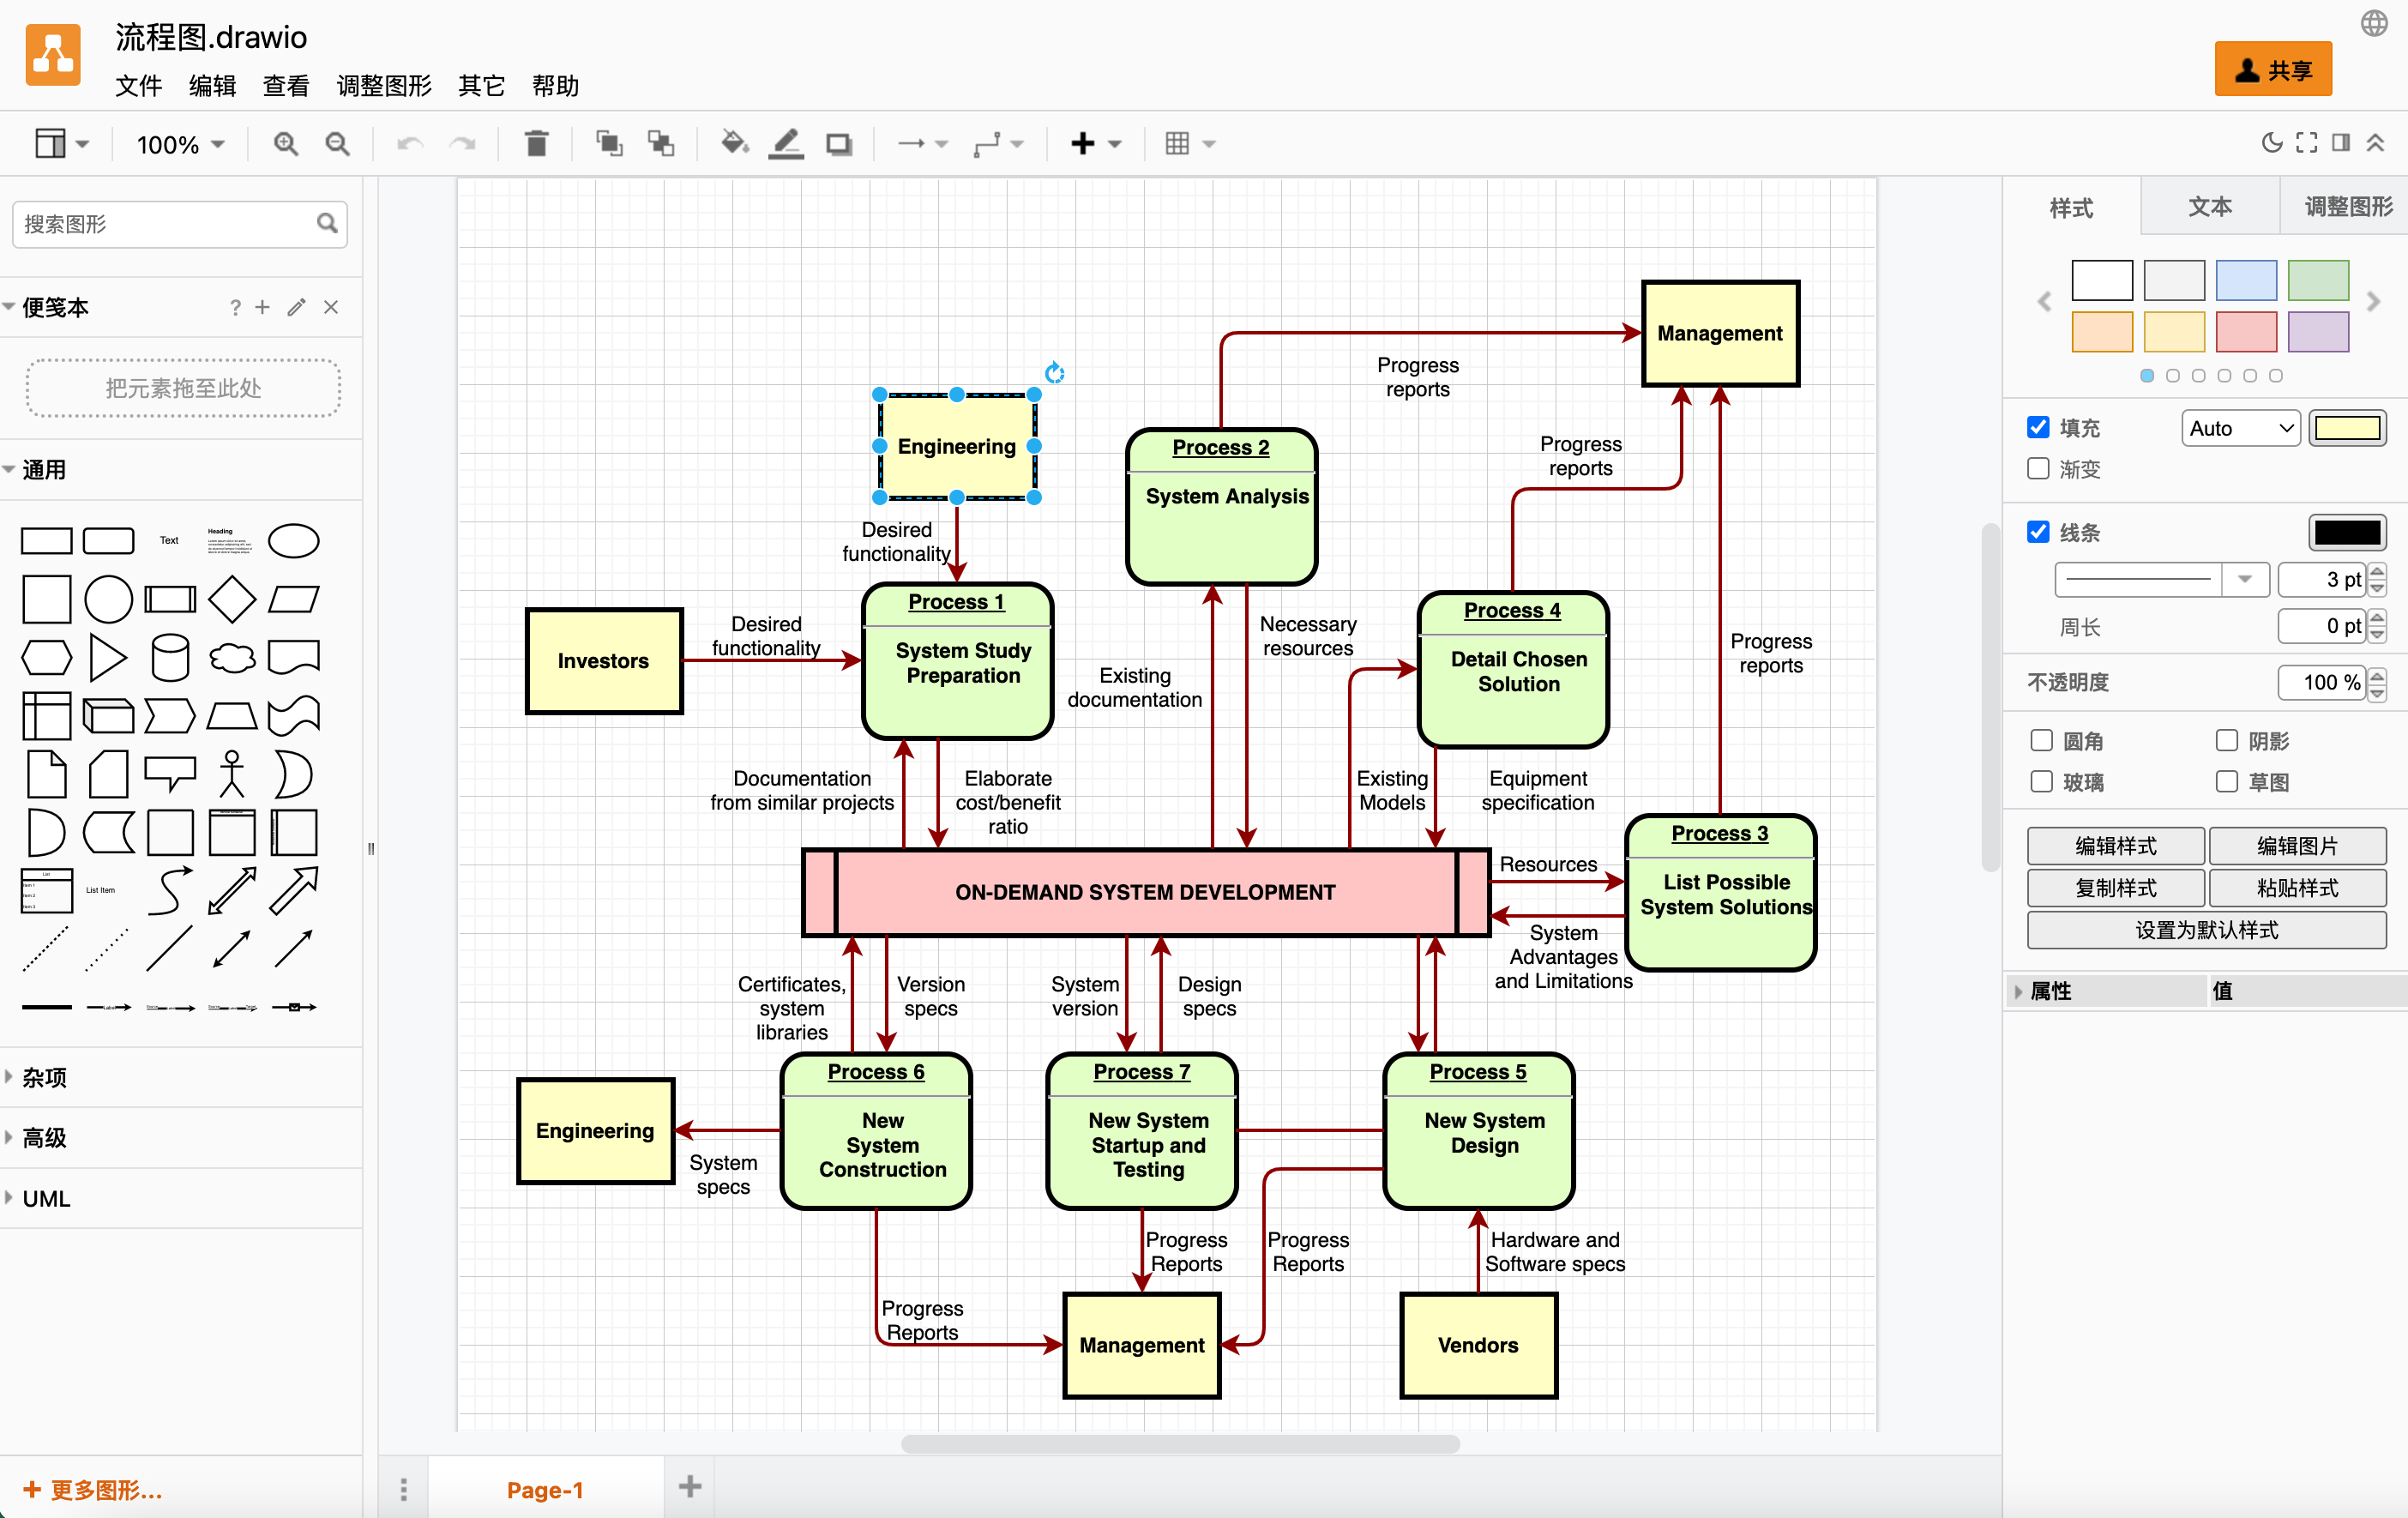 流程图.drawio
文件 编辑 查看 调整图形 其它 帮助
共享
100%
搜索图形
便笺本
?
把元素拖至此处
通用
Text
Heading
List
Item 1
Item 2
Item 3
List Item
杂项
高级
UML
更多图形...
Management
Progress
reports
Engineering
Process 2
System Analysis
Progress
reports
Desired
functionality
Process 1
System Study
Preparation
Investors
Desired
functionality
Necessary
resources
Existing
documentation
Process 4
Detail Chosen
Solution
Progress
reports
Documentation
from similar projects
Elaborate
cost/benefit
ratio
Existing
Models
Equipment
specification
Process 3
List Possible
System Solutions
ON-DEMAND SYSTEM DEVELOPMENT
Resources
System
Advantages
and Limitations
Certificates,
system
libraries
Version
specs
System
version
Design
specs
Process 6
New
System
Construction
Process 7
New System
Startup and
Testing
Process 5
New System
Design
Engineering
System
specs
Progress
Reports
Progress
Reports
Hardware and
Software specs
Progress
Reports
Management
Vendors
Page-1
样式 文本 调整图形
填充 Auto
渐变
线条
3 pt
周长 0 pt
不透明度 100 %
圆角 阴影
玻璃 草图
编辑样式 编辑图片
复制样式 粘贴样式
设置为默认样式
属性 值